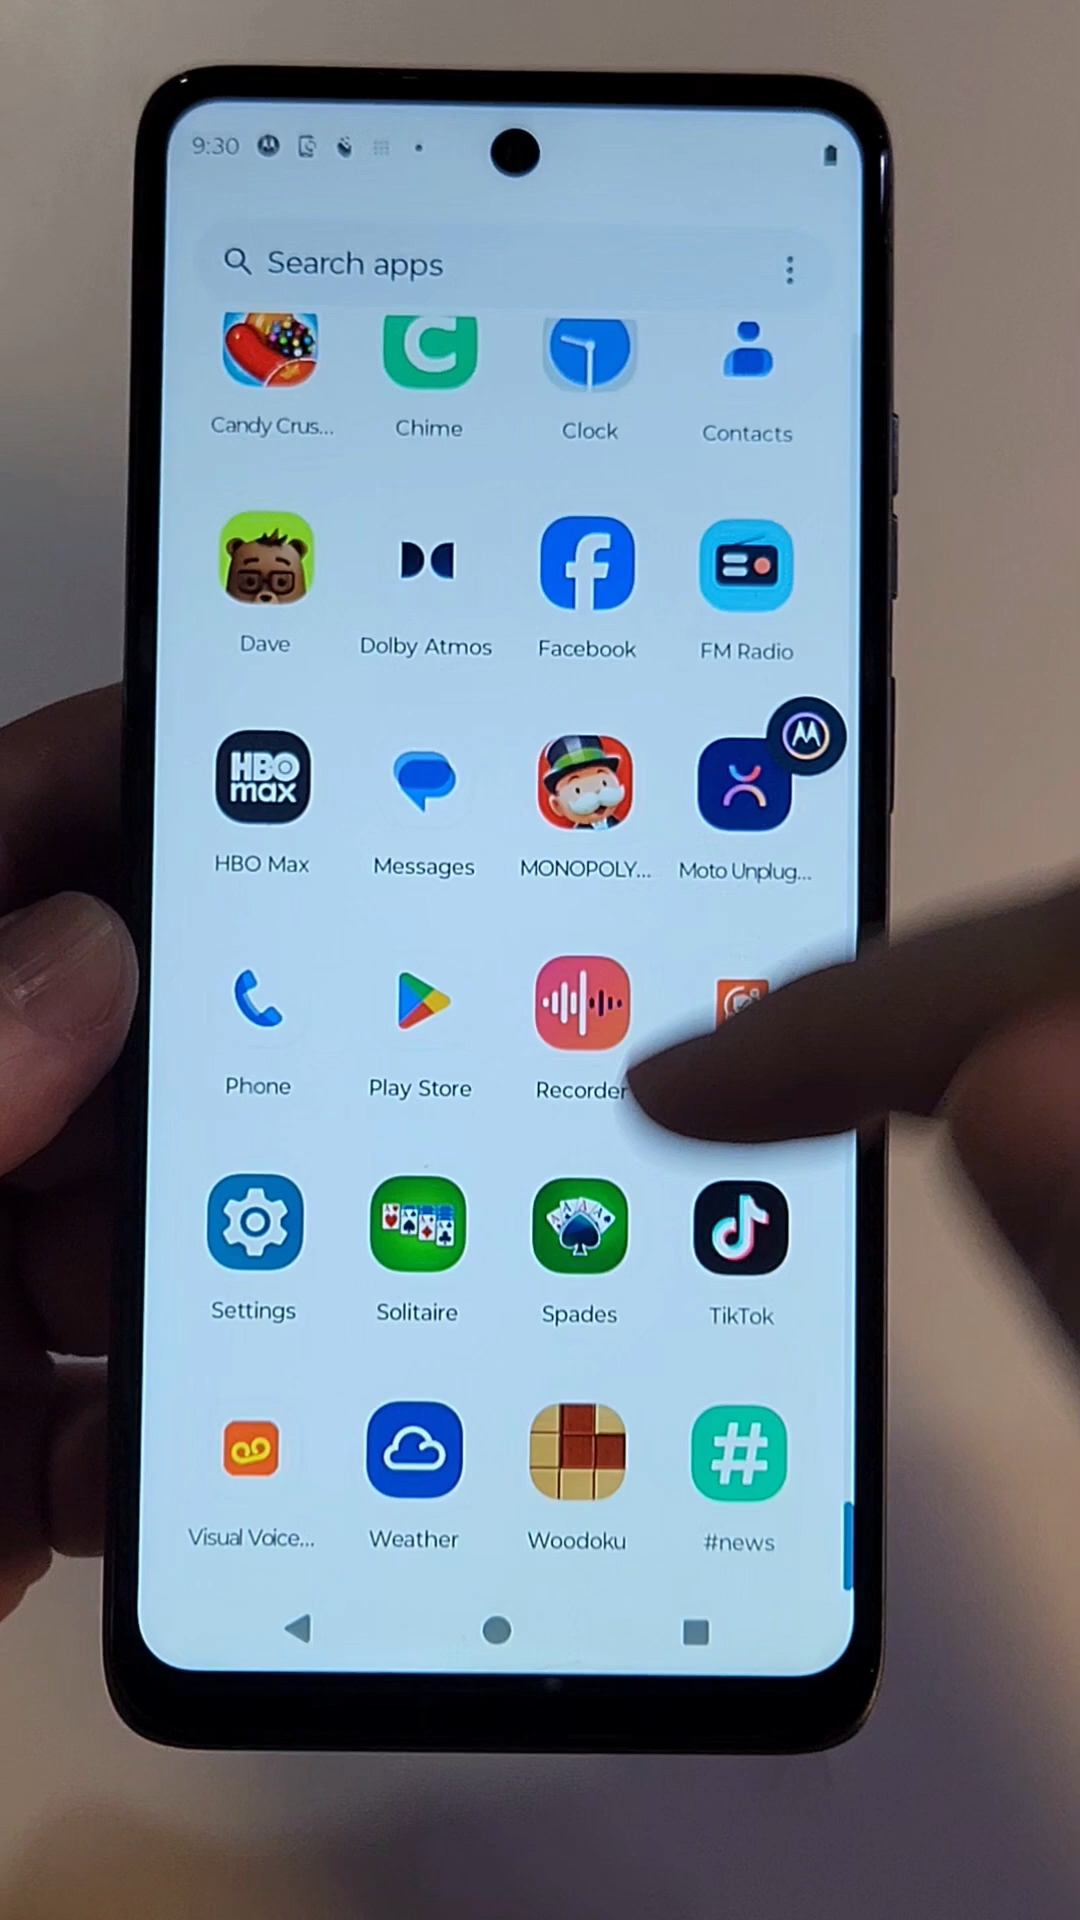 9:30
Search apps
C
Candy Crus...
Chime
Clock
Contacts
Dave
Dolby Atmos
Facebook
FM Radio
HBO
max
HBO Max
Messages
MONOPOLY...
Moto Unplug...
Phone
Play Store
Recorder
Settings
Solitaire
Spades
TikTok
Visual Voice...
Weather
Woodoku
#
#news